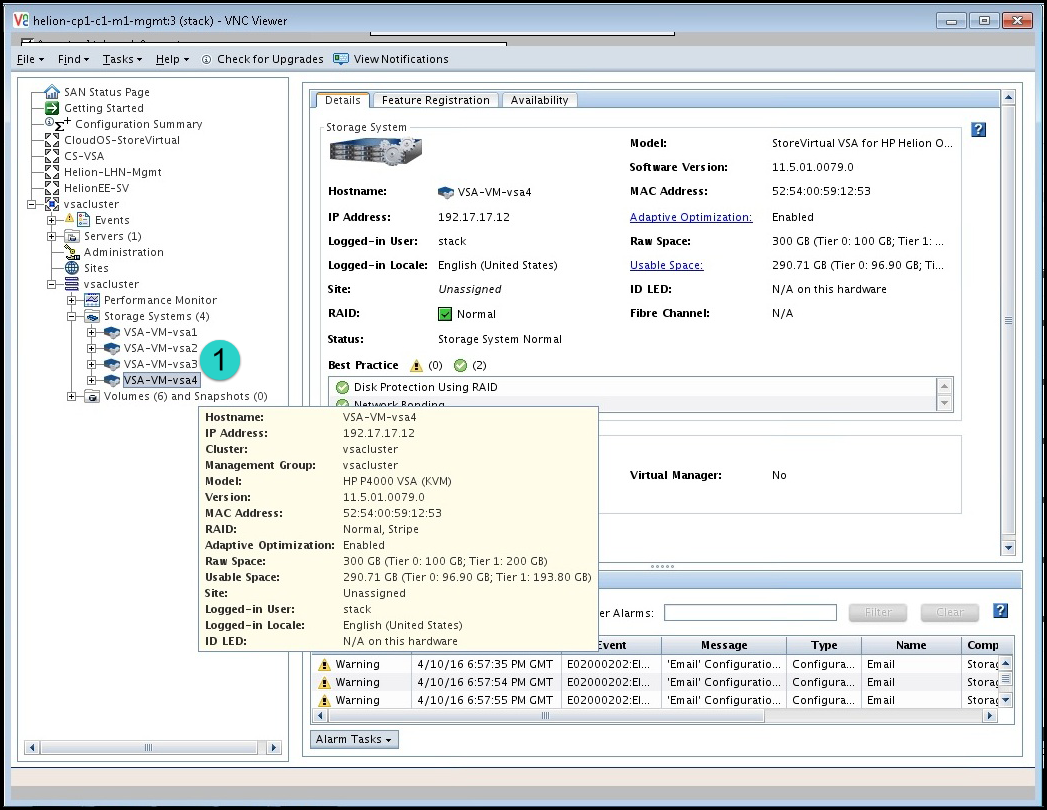 helion-cp1-c1-m1-mgmt:3 (stack) - VNC Viewer
File Find Tasks Help Check for Upgrades View Notifications
SAN Status Page
Getting Started
Configuration Summary
CloudOS-StoreVirtual
CS-VSA
Helion-LHN-Mgmt
HelionEE-SV
vsacluster
Events
Servers (1)
Administration
Sites
vsacluster
Performance Monitor
Storage Systems (4)
VSA-VM-vsa1
VSA-VM-vsa2
VSA-VM-vsa3
VSA-VM-vsa4
1
Volumes (6) and Snapshots (0)
Details Feature Registration Availability
Storage System
Hostname: VSA-VM-vsa4
IP Address: 192.17.17.12
Logged-in User: stack
Logged-in Locale: English (United States)
Site: Unassigned
RAID: Normal
Status: Storage System Normal
Model: StoreVirtual VSA for HP Helion O...
Software Version: 11.5.01.0079.0
MAC Address: 52:54:00:59:12:53
Adaptive Optimization: Enabled
Raw Space: 300 GB (Tier 0: 100 GB; Tier 1: ...
Usable Space: 290.71 GB (Tier 0: 96.90 GB; Ti...
ID LED: N/A on this hardware
Fibre Channel: N/A
Best Practice (0) (2)
Disk Protection Using RAID
Network Bonding
Virtual Manager: No
Hostname: VSA-VM-vsa4
IP Address: 192.17.17.12
Cluster: vsacluster
Management Group: vsacluster
Model: HP P4000 VSA (KVM)
Version: 11.5.01.0079.0
MAC Address: 52:54:00:59:12:53
RAID: Normal, Stripe
Adaptive Optimization: Enabled
Raw Space: 300 GB (Tier 0: 100 GB; Tier 1: 200 GB)
Usable Space: 290.71 GB (Tier 0: 96.90 GB; Tier 1: 193.80 GB)
Site: Unassigned
Logged-in User: stack
Logged-in Locale: English (United States)
ID LED: N/A on this hardware
Alarms: Filter Clear
Message Type Name Comp
Warning 4/10/16 6:57:35 PM GMT E02000202:EI... 'Email' Configuratio... Configura... Email Storag
Warning 4/10/16 6:57:54 PM GMT E02000202:EI... 'Email' Configuratio... Configura... Email Storag
Warning 4/10/16 6:57:55 PM GMT E02000202:EI... 'Email' Configuratio... Configura... Email Storag
Alarm Tasks